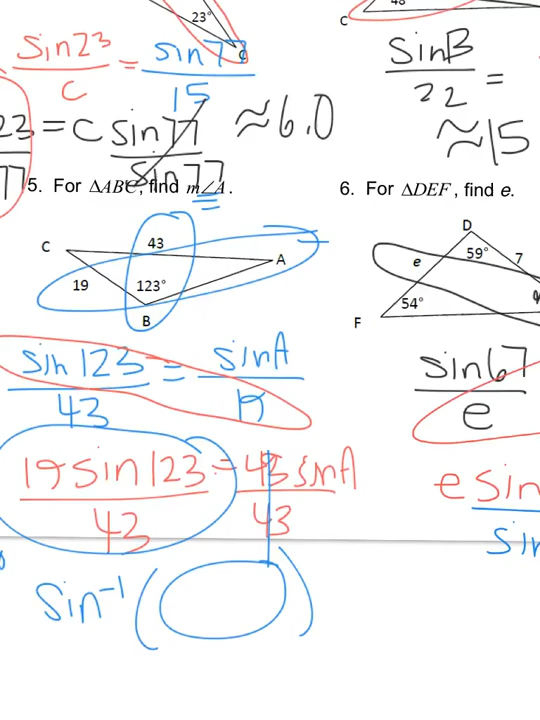 23°
C
48
C
sin23 / c = sin77 / 15
SinB / 22 =
23 = C sin77 / sin77 ≈ 6.0
≈15
77
5. For ΔABC, find m∠A.
6. For ΔDEF, find e.
C 43 A
19 123°
B
D
e 59° 7
F 54°
sin123 / 43 = sinA / 19
sin67 / e
19sin123 / 43 = 43sinA / 43
e sin
sin
Sin⁻¹ ( )